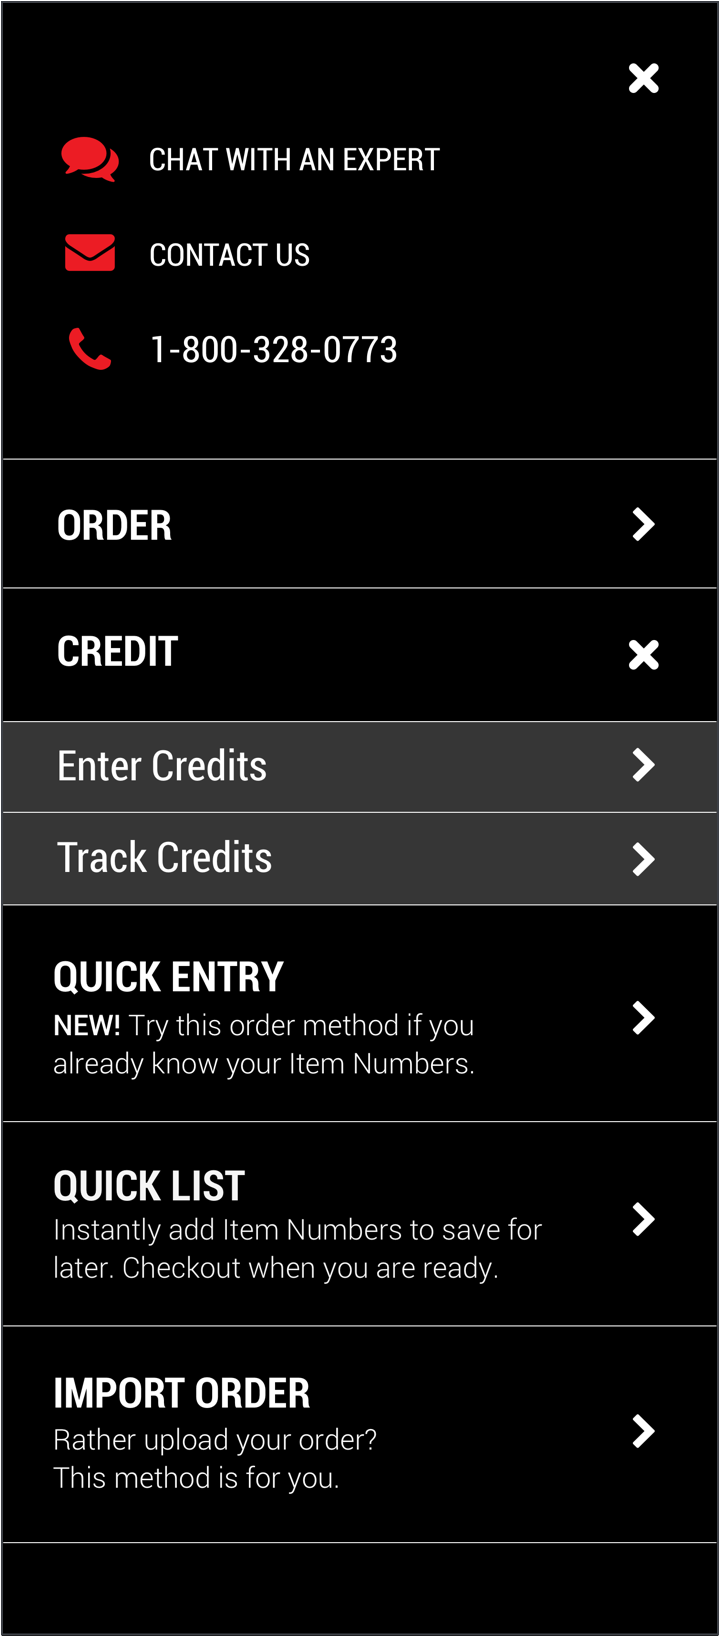 CHAT WITH AN EXPERT
CONTACT US
1-800-328-0773
ORDER
CREDIT
Enter Credits
Track Credits
QUICK ENTRY
NEW! Try this order method if you
already know your Item Numbers.
QUICK LIST
Instantly add Item Numbers to save for
later. Checkout when you are ready.
IMPORT ORDER
Rather upload your order?
This method is for you.